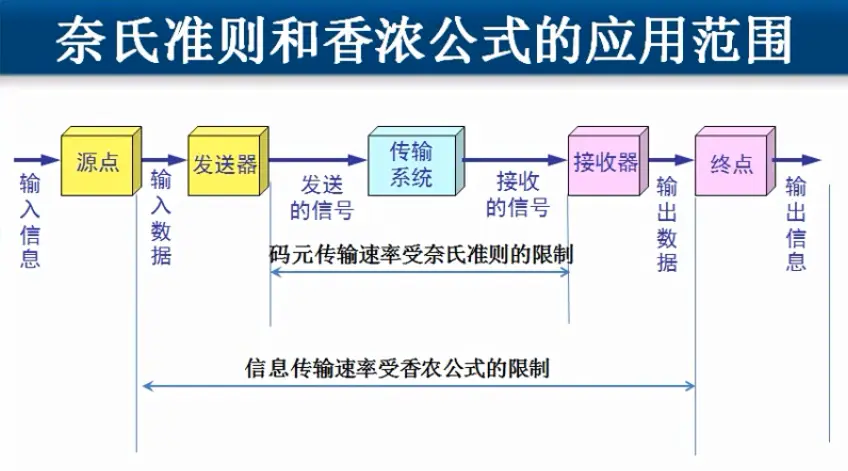 奈氏准则和香浓公式的应用范围
源点
发送器
传输
系统
接收器
终点
输入信息
输入数据
发送
的信号
接收
的信号
输出数据
输出信息
码元传输速率受奈氏准则的限制
信息传输速率受香农公式的限制